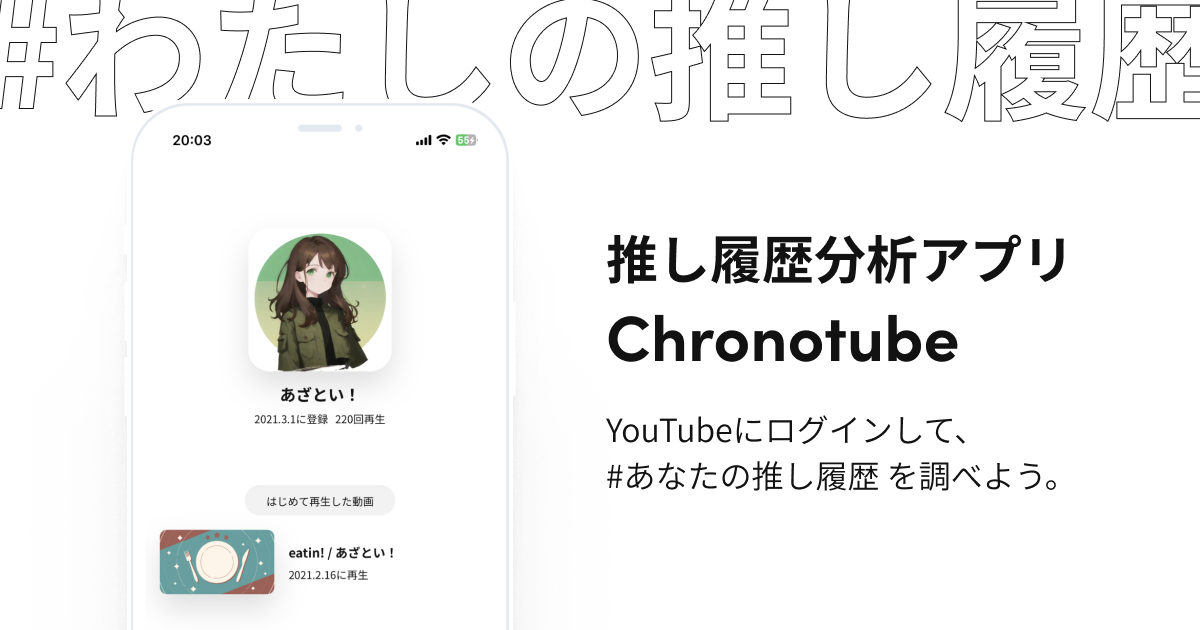 #わたしの推し履歴
20:03
55
あざとい！
2021.3.1に登録 220回再生
はじめて再生した動画
eatin! / あざとい！
2021.2.16に再生
推し履歴分析アプリ
Chronotube
YouTubeにログインして、
#あなたの推し履歴 を調べよう。